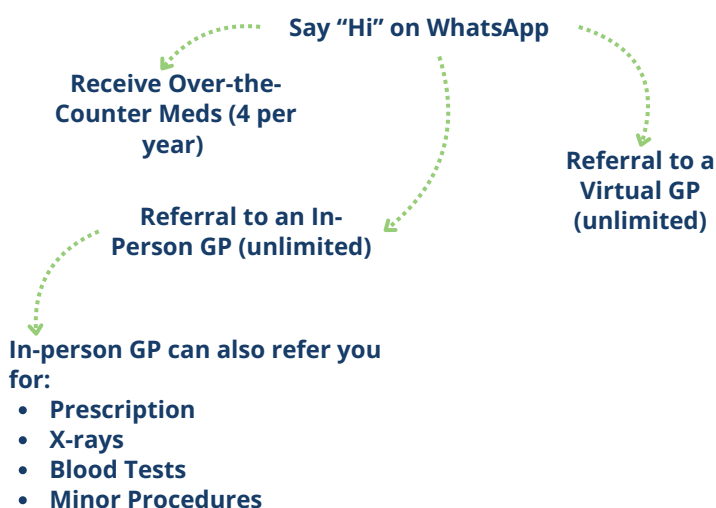 Say “Hi” on WhatsApp
Receive Over-the-
Counter Meds (4 per
year)
Referral to a
Virtual GP
(unlimited)
Referral to an In-
Person GP (unlimited)
In-person GP can also refer you
for:
• Prescription
• X-rays
• Blood Tests
• Minor Procedures